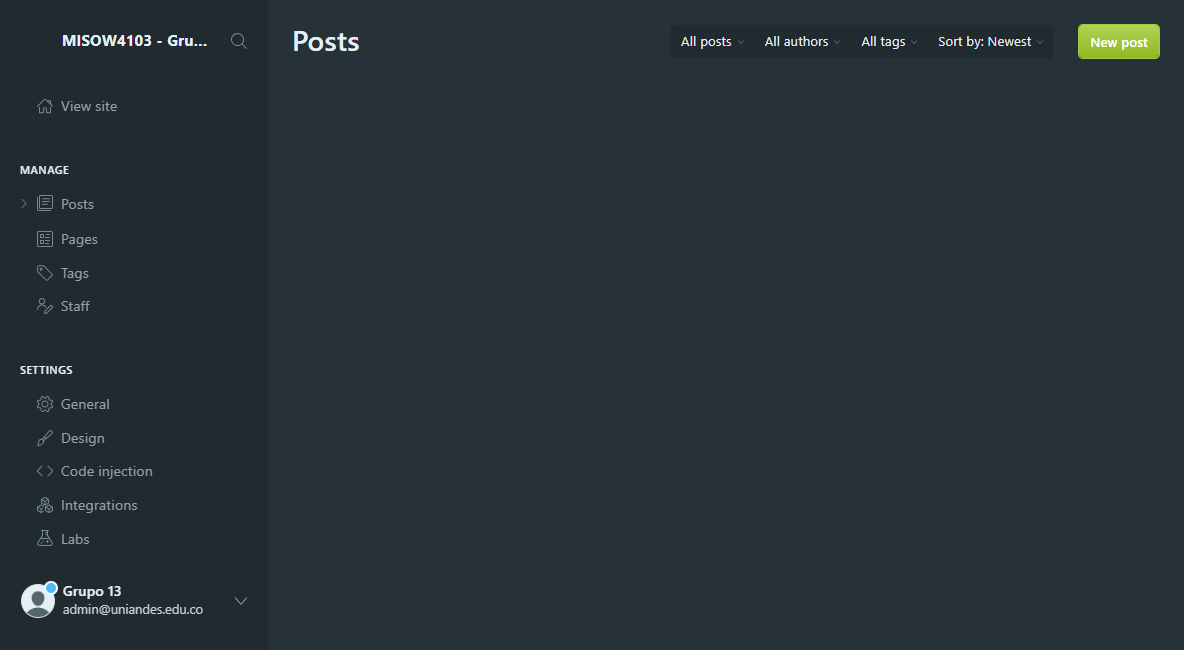 MISOW4103 - Gru...
View site
MANAGE
Posts
Pages
Tags
Staff
SETTINGS
General
Design
Code injection
Integrations
Labs
Grupo 13
admin@uniandes.edu.co
Posts
All posts
All authors
All tags
Sort by: Newest
New post